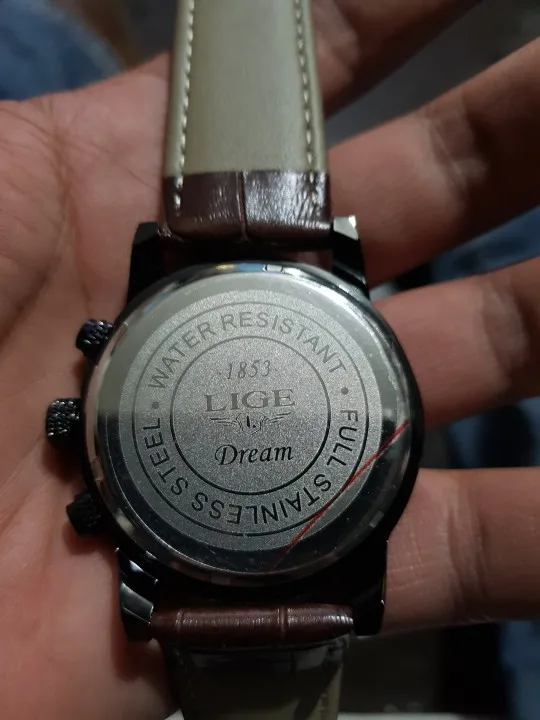 WATER RESISTANT • FULL STAINLESS STEEL •
1853
LIGE
Dream